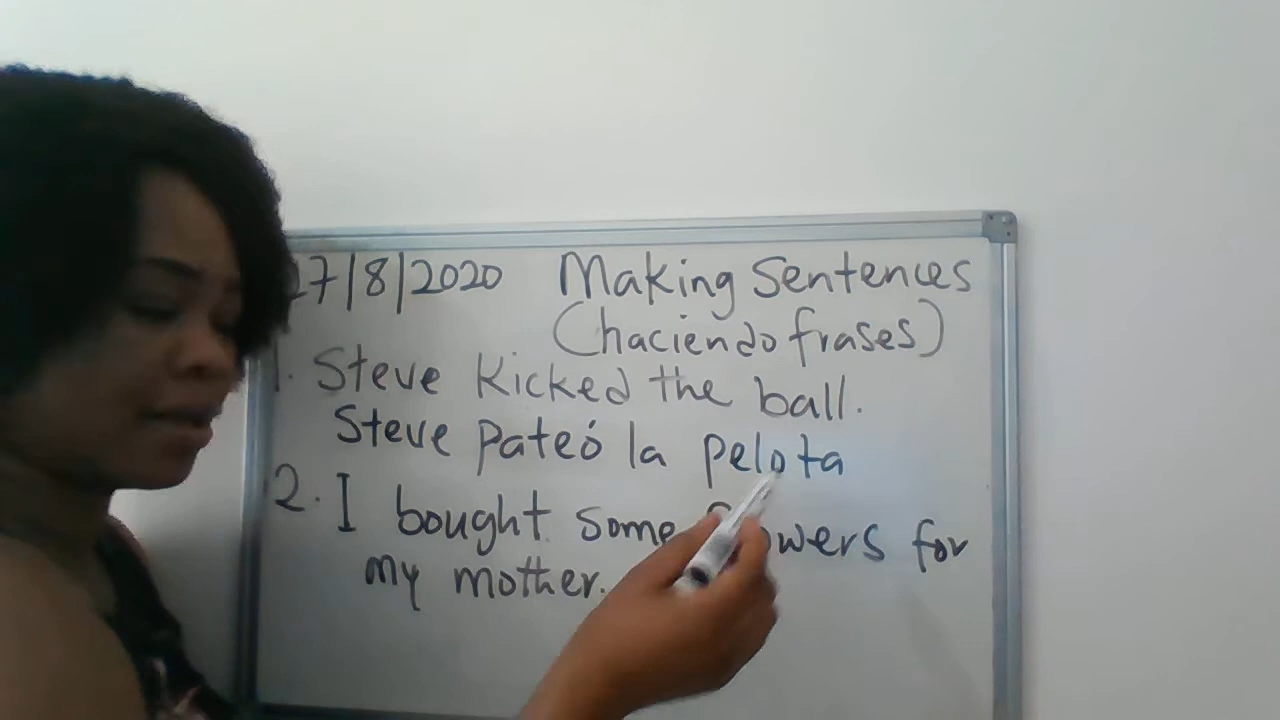 27/8/2020 Making Sentences
(haciendo frases)
1. Steve Kicked the ball.
Steve pateó la pelota
2. I bought some flowers for
my mother.